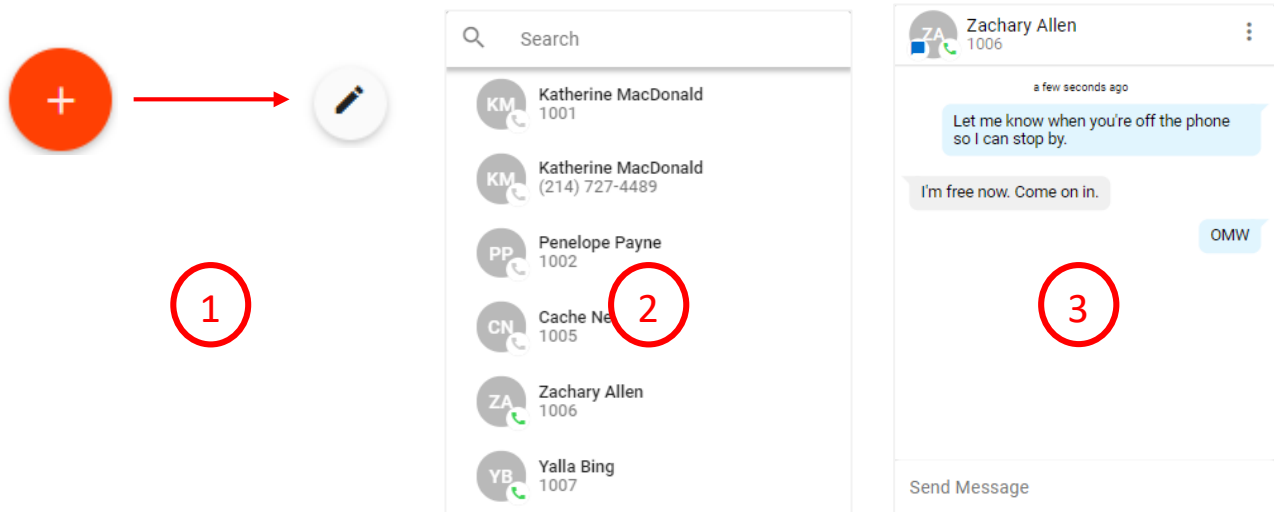 +
1
Search
KM
Katherine MacDonald
1001
KM
Katherine MacDonald
(214) 727-4489
PP
Penelope Payne
1002
CN
Cache Ne
1005
ZA
Zachary Allen
1006
YB
Yalla Bing
1007
2
ZA
Zachary Allen
1006
a few seconds ago
Let me know when you're off the phone
so I can stop by.
I'm free now. Come on in.
OMW
3
Send Message